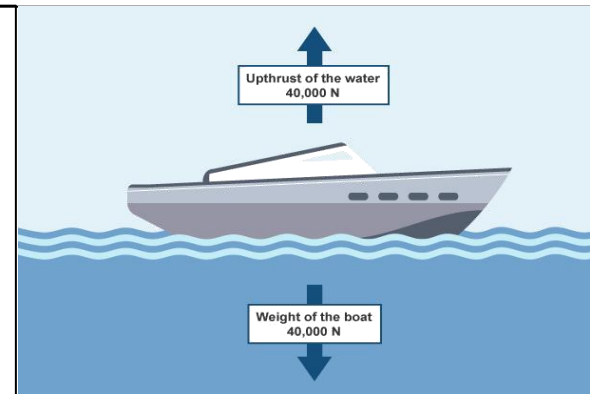 Upthrust of the water
40,000 N
Weight of the boat
40,000 N